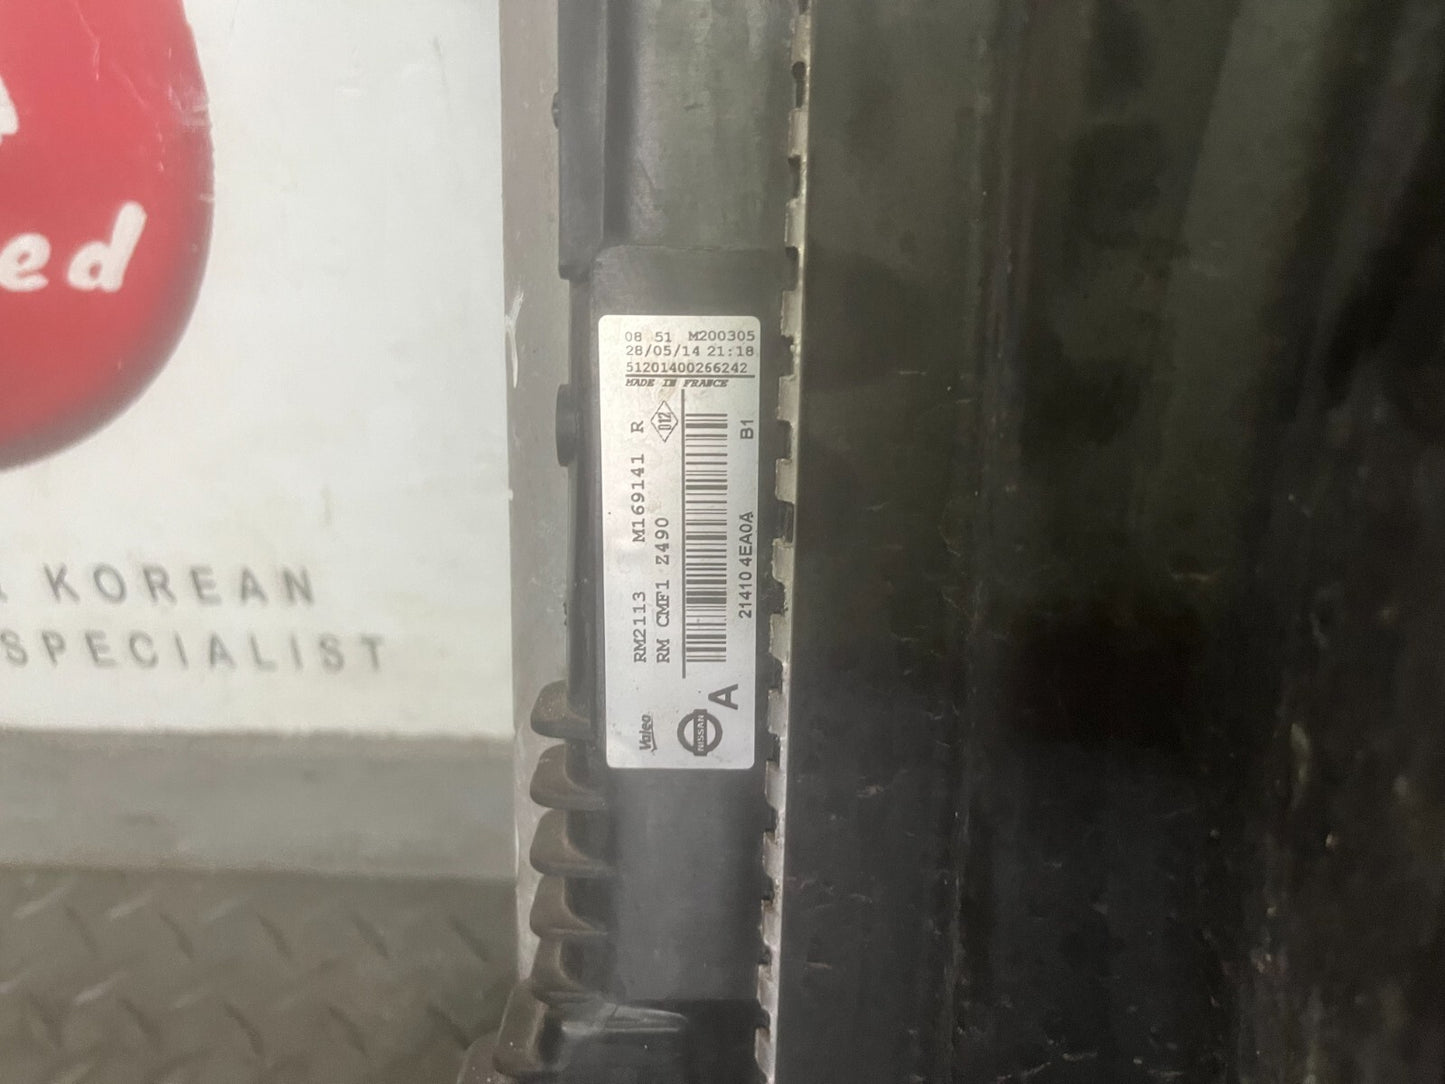 ed
KOREAN
SPECIALIST
08 51 M200305
28/05/14 21:18
51201400266242
MADE IN FRANCE
RM2113 M169141 R
RM CMF1 Z490
012
B1
21410 4EA0A
A
Valeo
NISSAN